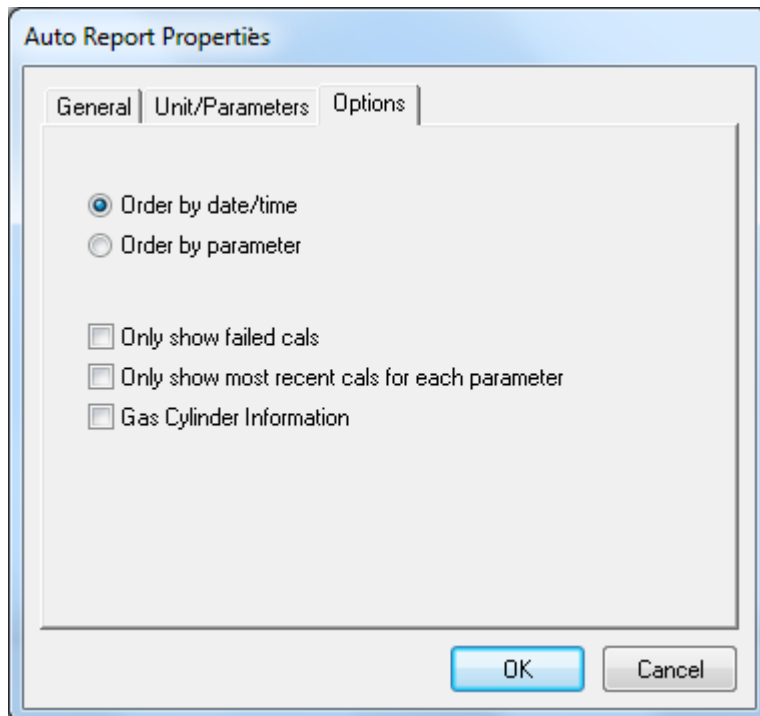 Auto Report Properties
General Unit/Parameters Options
Order by date/time
Order by parameter
Only show failed cals
Only show most recent cals for each parameter
Gas Cylinder Information
OK Cancel